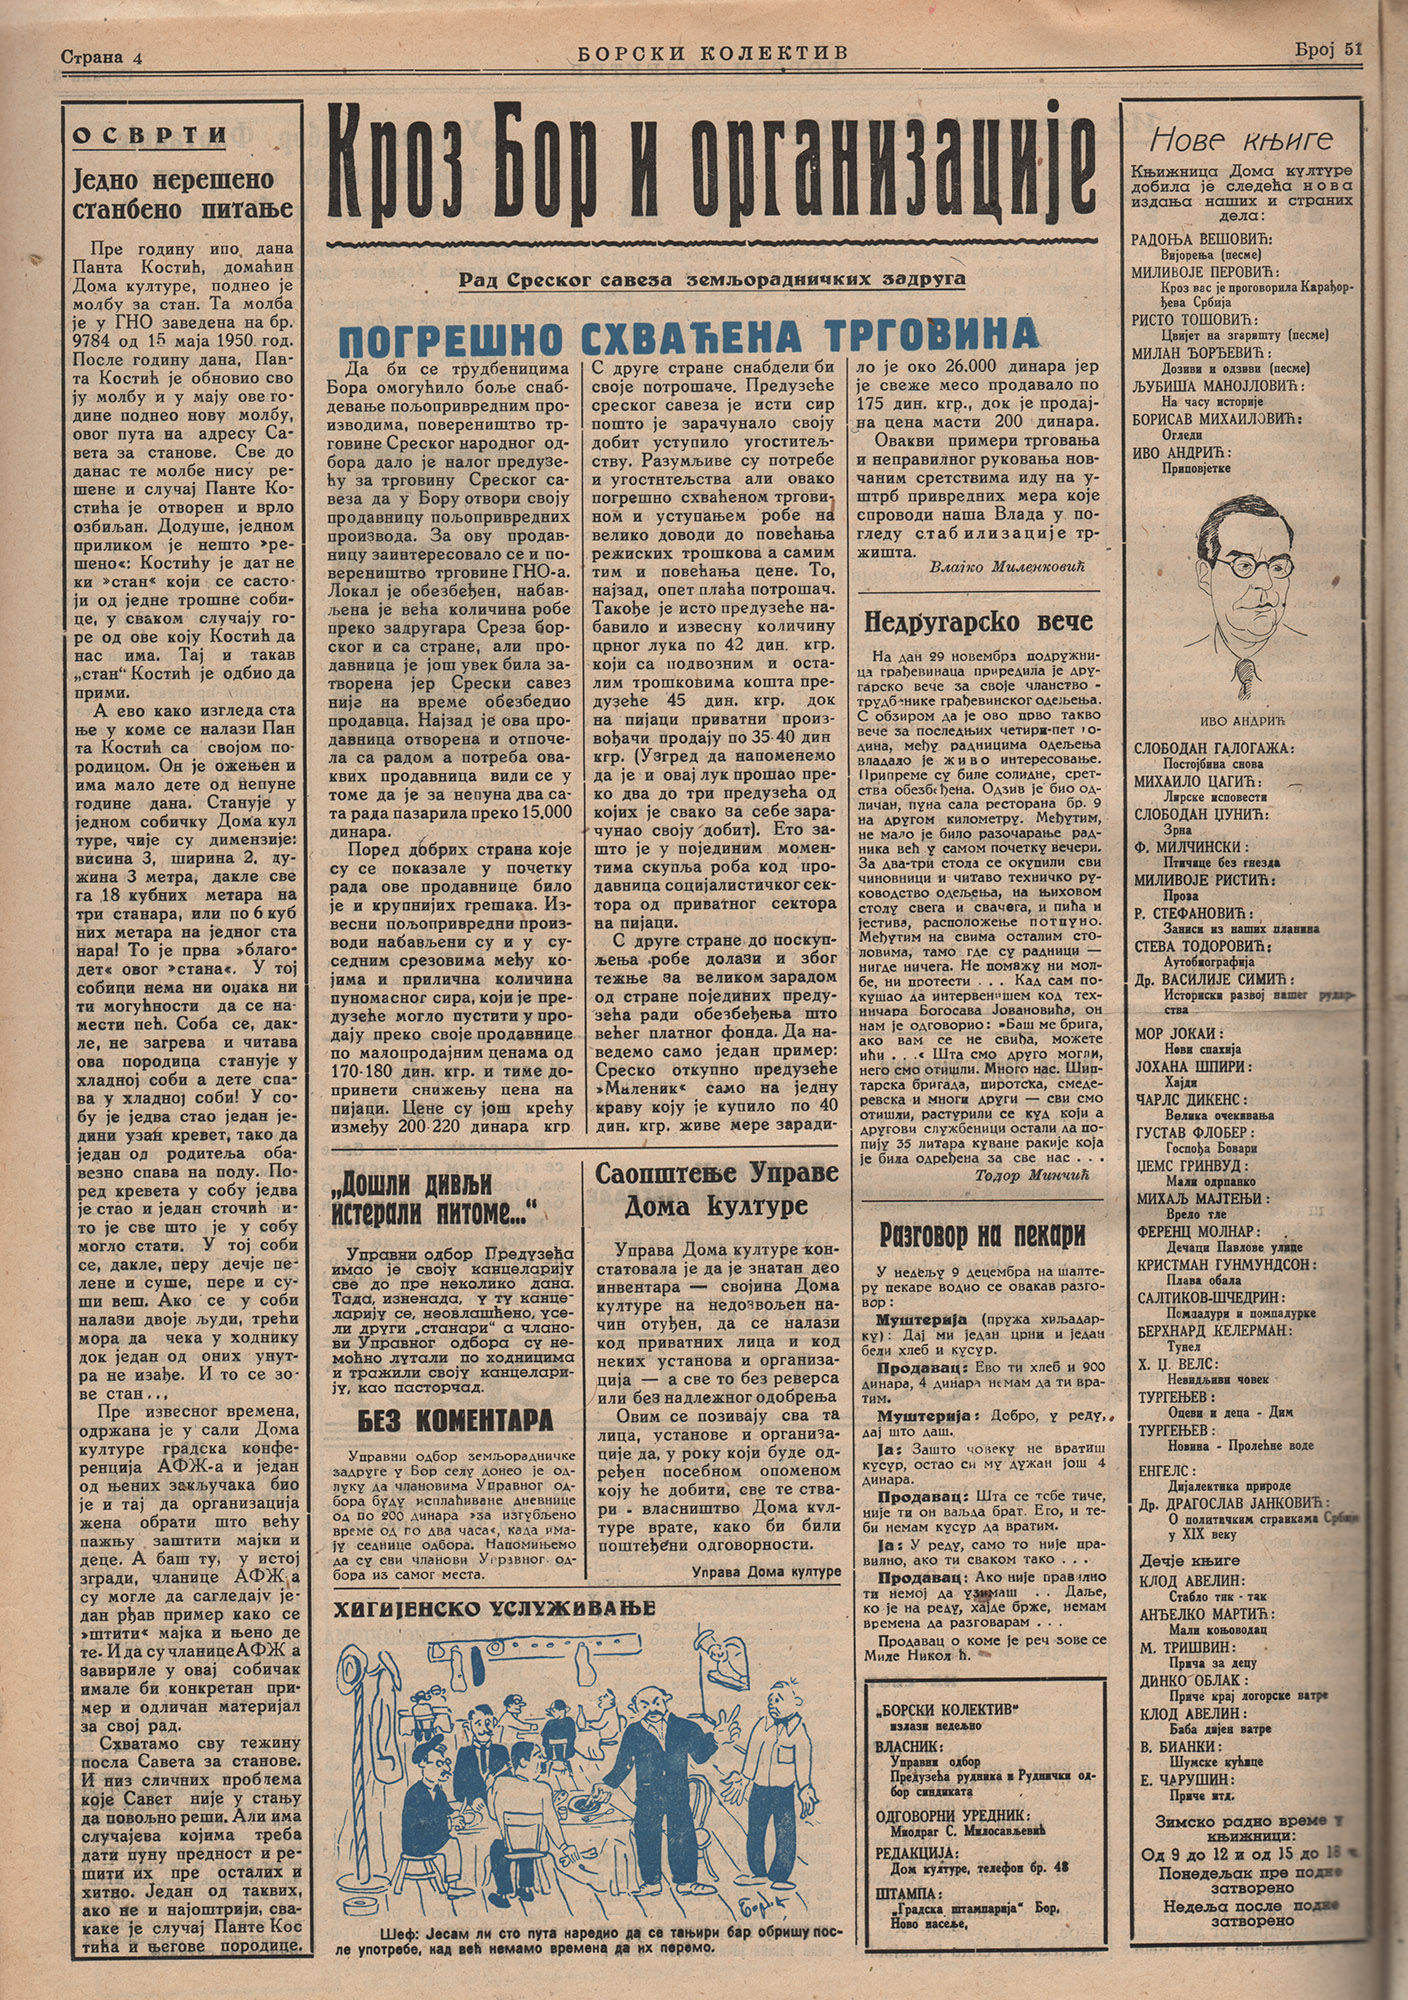 Страна 4
БОРСКИ КОЛЕКТИВ
Број 51
ОСВРТИ
Једно нерешено
станбено питање
Пре годину ипо, дана
Панта Костић, домаћин
Дома културе, поднео је
молбу за стан. Та молба
је у ГНО заведена на бр.
9784 од 15 маја 1950 год.
После годину дана, Пан-
та Костић је обновио сво
ју молбу и у мају ове го-
дине поднео нову молбу,
овог пута на адресу Са-
вета за станове. Све до
данас те молбе нису ре-
шене и случај Панте Ко-
стића је отворен и врло
озбиљан. Додуше, једном
приликом је нешто »ре-
шено«: Костићу је дат не
ки »стан« који се састо-
ји од једне трошне соби-
це, у сваком случају го-
ре од ове коју Костић да
нас има. Тај и такав
„стан“ Костић је одбио да
прими.
А ево како изгледа ста
ње у коме се налази Пан
та Костић са својом по-
родицом. Он је ожењен и
има мало дете од непуне
године дана. Станује у
једном собичку Дома кул
туре, чије су димензије:
висина 3, ширина 2, ду-
жина 3 метра, дакле све
га 18 кубних метара на
три станара, или по 6 куб
них метара на једног ста
нара! То је прва »благо-
дет« овог »стана«. У тој
собици нема ни оџака ни
ти могућности да се на-
мести пећ. Соба се, дак-
ле, не загрева и читава
ова породица станује у
хладној соби а дете спа-
ва у хладној соби! У со-
бу је једва стао један је-
дини узан кревет, тако да
један од родитеља оба-
везно спава на поду. По-
ред кревета у собу једва
је стао и један сточић и-
то је све што је у собу
могло стати. У тој соби
се, дакле, перу дечје пе-
лене и суше, пере и су-
ши веш. Ако се у соби
налази двоје људи, трећи
мора да чека у ходнику
док један од оних унут-
ра не изађе. И то се зо-
ве стан...
Пре извесног времена,
одржана је у сали Дома
културе градска конфе-
ренција АФЖ-а и један
од њених закључака био
је и тај да организација
жена обрати што већу
пажњу заштити мајки и
деце. А баш ту, у истој
згради, чланице АФЖ а
су могле да сагледају је-
дан рђав пример како се
»штити« мајка и њено де
те. И да су чланице АФЖ а
завириле у овај собичак
имале би конкретан при-
мер и одличан материјал
за свој рад.
Схватамо сву тежину
посла Савета за станове.
И низ сличних проблема
које Савет није у стању
да повољно реши. Али има
случајева којима треба
дати пуну предност и ре-
шити их пре осталих и
хитно. Један од таквих,
ако не и најоштрији, сва-
како је случај Панте Кос
тића и његове породице.
Кроз Бор и организације
Рад Среског савеза земљорадничких задруга
ПОГРЕШНО СХВАЋЕНА ТРГОВИНА
Да би се трудбеницима
Бора омогућило боље снаб-
девање пољопривредним про-
изводима, повереништво тр-
говине Среског народног од-
бора дало је налог предузе-
ћу за трговину Среског са-
веза да у Бору отвори своју
продавницу пољопривредних
производа. За ову продав-
ницу заинтересовало се и по-
вереништво трговине ГНО-а.
Локал је обезбеђен, набав-
љена је већа количина робе
преко задругара Среза бор-
ског и са стране, али про-
давница је још увек била за-
творена јер Срески савез
није на време обезбедио
продавца. Најзад је ова про-
давница отворена и отпоче-
ла са радом а потреба ова-
квих продавница види се у
томе да је за непуна два са-
та рада пазарила преко 15.000
динара.
Поред добрих страна које
су се показале у почетку
рада ове продавнице било
је и крупнијих грешака. Из-
весни пољопривредни произ-
води набављени су и у су-
седним срезовима међу ко-
јима и прилична количина
пуномасног сира, који је пре-
дузеће могло пустити у про-
дају преко своје продавнице
по малопродајним ценама од
170-180 дин. кгр. и тиме до-
принети снижењу цена на
пијаци. Цене су још крећу
између 200-220 динара кгр
С друге стране снабдели би
своје потрошаче. Предузеће
среског савеза је исти сир
пошто је зарачунало своју
добит уступило угоститељ-
ству. Разумљиве су потребе
и угостнтељства али овако
погрешно схваћеном тргови-
ном и уступањем робе на
велико доводи до повећања
режиских трошкова а самим
тим и повећања цене. То,
најзад, опет плаћа потрошач.
Такође је исто предузеће на-
бавило и извесну количину
црног лука по 42 дин. кгр.
који са подвозним и оста-
лим трошковима кошта пре-
дузеће 45 дин. кгр. док
на пијаци приватни произ-
вођачи продају по 35-40 дин
кгр. (Узгред да напоменемо
да је и овај лук прошао пре-
ко два до три предузећа од
којих је свако за себе зара-
чунао своју добит). Ето за-
што је у појединим момен-
тима скупља роба код про-
давница социјалистичког сек-
тора од приватног сектора
на пијаци.
С друге стране до поскуп-
љења робе долази и због
тежње за великом зарадом
од стране појединих преду-
зећа ради обезбеђења што
већег платног фонда. Да на-
ведемо само један пример:
Среско откупно предузеће
»Маленик« само на једну
краву коју је купило по 40
дин. кгр. живе мере заради-
ло је око 26.000 динара јер
је свеже месо продавало по
175 дин. кгр., док је продај-
на цена масти 200 динара.
Овакви примери трговања
и неправилног руковања нов-
чаним сретствима иду на у-
штрб привредних мера које
спроводи наша Влада у по-
гледу стабилизације тр-
жишта.
Влајко Миленковић
Недругарско вече
На дан 29 новембра подружни-
ца грађевинаца приредила је дру-
гарско вече за своје чланство -
трудбенике грађевинског одељења.
С обзиром да је ово прво такво
вече за последњих четири-пет го-
дина, међу радницима одељења
владало је живо интересовање.
Припреме су биле солидне, срет-
ства обезбеђена. Одзив је био од-
личан, пуна сала ресторана бр. 9
на другом километру. Међутим,
не мало је било разочарање рад-
ника већ у самом почетку вечери.
За два-три стола се окупили сви
чиновници и читаво техничко ру-
ководство одељења, на њиховом
столу свега и свачега, и пића и
јестива, расположење потпуно.
Међутим на свима осталим сто-
ловима, тамо где су радници —
нигде ничега. Не помажу ни мол-
бе, ни протести . . . Кад сам по-
кушао да интервенишем код тех-
ничара Богосава Јовановића, он
нам је одговорио: »Баш ме брига,
ако вам се не свиђа, можете
ићи . . .« Шта смо друго могли,
него смо отишли. Много нас. Шип-
тарска бригада, пиротска, смеде-
ревска и многи други — сви смо
отишли, растурили се куд који а
другови службеници остали да по-
пију 35 литара куване ракије која
је била одређена за све нас . . .
Тодор Минчић
„Дошли дивљи
истерали питоме...“
Управни одбор Предузећа
имао је своју канцеларију
све до пре неколико дана.
Тада, изненада, у ту канце-
ларију се, неовлашћено, усе-
ли други „станари“ а члано-
ви Управног одбора су не-
моћно лутали по ходницима
и тражили своју канцелари-
ју, као пасторчад.
БЕЗ КОМЕНТАРА
Управни одбор земљорадничке
задруге у Бор селу донео је од-
луку да члановима Управног од-
бора буду исплаћиване дневнице
од по 200 динара »за изгубљено
време од по два часа«, када има-
ју седнице одбора. Напомињемо
да су сви чланови Управног од-
бора из самог места.
Саопштење Управе
Дома културе
Управа Дома културе кон-
статовала је да је знатан део
инвентара — својина Дома
културе на недозвољен на-
чин отуђен, да се налази
код приватних лица и код
неких установа и организа-
ција — а све то без реверса
или без надлежног одобрења
Овим се позивају сва та
лица, установе и организа-
ције да, у року који буде од-
ређен посебном опоменом
коју ће добити, све те ства-
ри - власништво Дома кул-
туре врате, како би били
поштеђени одговорности.
Управа Дома културе
Разговор на пекари
У недељу 9 децембра на шалте-
ру пекаре водио се овакав разго-
вор:
Муштерија (пружа хиљадар-
ку): Дај ми један црни и један
бели хлеб и кусур.
Продавац: Ево ти хлеб и 900
динара, 4 динара немам да ти вра-
тим.
Муштерија: Добро, у реду,
дај што даш.
Ја: Зашто човеку не вратиш
кусур, остао си му дужан још 4
динара.
Продавац: Шта се тебе тиче,
није ти он ваљда брат. Его, и те-
би немам кусур да вратим.
Ја: У реду, само то није пра-
вилно, ако ти сваком тако . . .
Продавац: Ако није правилно
ти немој да узимаш . . Даље,
ко је на реду, хајде брже, немам
времена да разговарам . . .
Продавац о коме је реч зове се
Миле Никол ћ.
ХИГИЈЕНСКО УСЛУЖИВАЊЕ
Шеф: Јесам ли сто пута наредио да се тањири бар обришу пос-
ле употребе, кад већ немамо времена да их перемо.
„БОРСКИ КОЛЕКТИВ“
излази недељно
ВЛАСНИК:
Управни одбор
Предузећа рудника и Руднички од-
бор синдиката
ОДГОВОРНИ УРЕДНИК:
Миодраг С. Милосављевић
РЕДАКЦИЈА:
Дом културе, телефон бр. 48
ШТАМПА:
„Градска штампарија“ Бор,
Ново насеље,
Нове књиге
Књижница Дома културе
добила је следећа нова
издања наших и страних
дела:
РАДОЊА ВЕШОВИЋ:
Вијорења (песме)
МИЛИВОЈЕ ПЕРОВИЋ:
Кроз вас је проговорила Карађор-
ђева Србија
РИСТО ТОШОВИЋ:
Цвијет на згаришту (песме)
МИЛАН ЂОРЂЕВИЋ:
Дозиви и одзиви (песме)
ЉУБИША МАНОЈЛОВИЋ:
На часу историје
БОРИСАВ МИХАИЛОВИЋ:
Огледи
ИВО АНДРИЋ:
Приповјетке
ИВО АНДРИЋ
СЛОБОДАН ГАЛОГАЖА:
Постојбина снова
МИХАИЛО ЦАГИЋ:
Лирске исповести
СЛОБОДАН ЏУНИЋ:
Зрна
Ф. МИЛЧИНСКИ:
Птичице без гнезда
МИЛИВОЈЕ РИСТИЋ:
Проза
Р. СТЕФАНОВИЋ:
Записи из наших планина
СТЕВА ТОДОРОВИЋ:
Аутобиографија
Др. ВАСИЛИЈЕ СИМИЋ:
Историски развој нашег рудар-
ства
МОР ЈОКАИ:
Нови спахија
ЈОХАНА ШПИРИ:
Хајди
ЧАРЛС ДИКЕНС:
Велика очекивања
ГУСТАВ ФЛОБЕР:
Госпођа Бовари
ЏЕМС ГРИНВУД:
Мали одрпанко
МИХАЉ МАЈТЕЊИ:
Врело тле
ФЕРЕНЦ МОЛНАР:
Дечаци Павлове улице
КРИСТМАН ГУНМУНДСОН:
Плава обала
САЛТИКОВ-ШЧЕДРИН:
Помпадури и помпадурке
БЕРНХАРД КЕЛЕРМАН:
Тунел
Х. Џ. ВЕЛС:
Невидљиви човек
ТУРГЕЊЕВ:
Оцеви и деца - Дим
ТУРГЕЊЕВ:
Новина - Пролећне воде
ЕНГЕЛС:
Дијалектика природе
Др. ДРАГОСЛАВ ЈАНКОВИЋ:
О политачким странкама Србије
у XIX веку
Дечје књиге
КЛОД АВЕЛИН:
Стабло тик - так
АНЂЕЛКО МАРТИЋ:
Мали коњоводац
М. ТРИШВИН:
Прича за децу
ДИНКО ОБЛАК:
Приче крај логорске ватре
КЛОД АВЕЛИН:
Баба дијен ватре
В. БИАНКИ:
Шумске кућице
Е. ЧАРУШИН:
Приче итд.
Зимско радно време у
књижници:
Од 9 до 12 и од 15 до 18
Понедељак пре подне
затворено
Недеља после подне
затворено